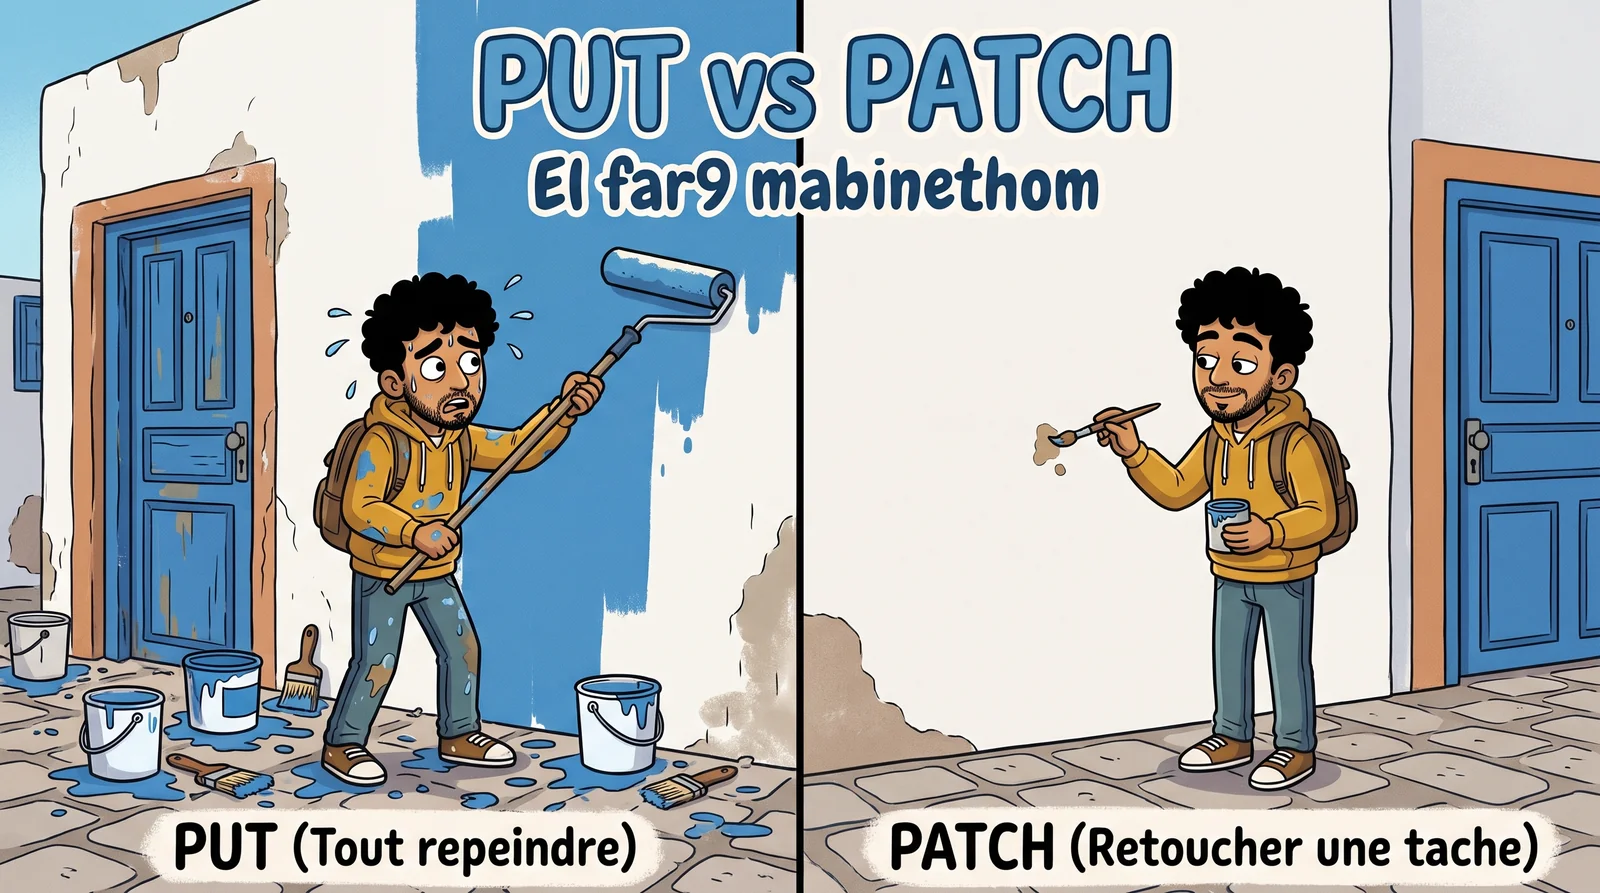 PUT vs PATCH
El far9 mabinethom
PUT (Tout repeindre)
PATCH (Retoucher une tache)